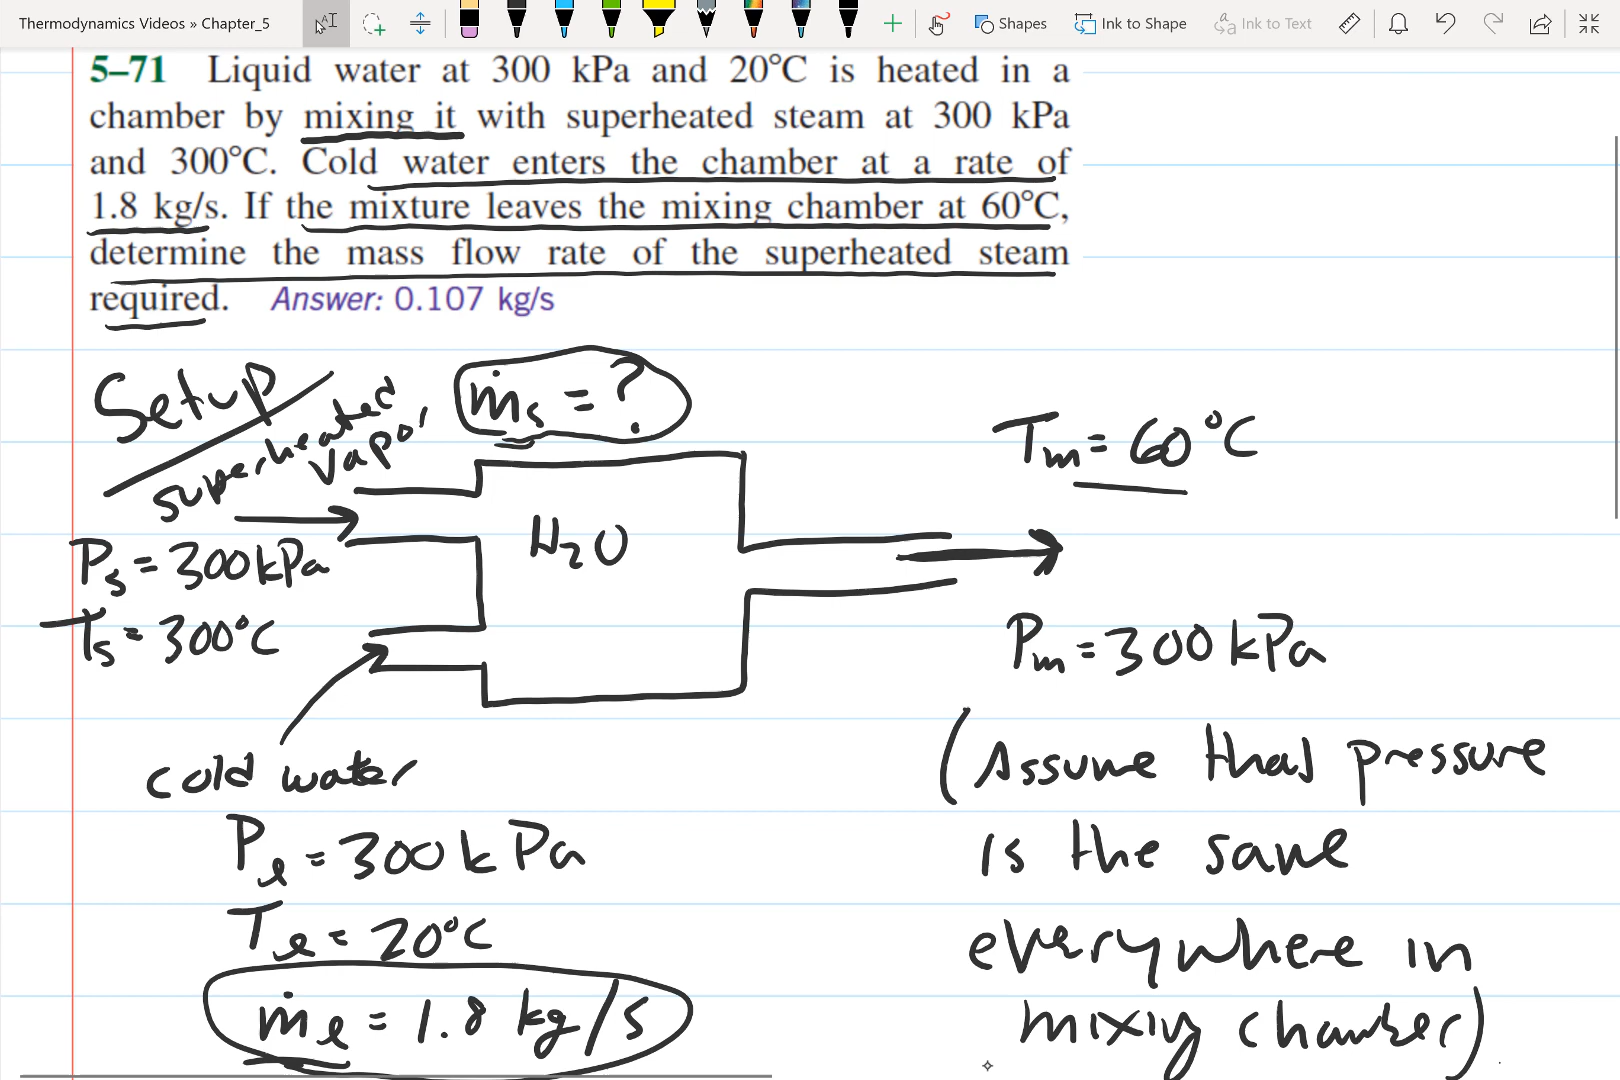 Thermodynamics Videos » Chapter_5
Shapes
Ink to Shape
Ink to Text
5–71 Liquid water at 300 kPa and 20°C is heated in a
chamber by mixing it with superheated steam at 300 kPa
and 300°C. Cold water enters the chamber at a rate of
1.8 kg/s. If the mixture leaves the mixing chamber at 60°C,
determine the mass flow rate of the superheated steam
required. Answer: 0.107 kg/s
Setup
superheated
vapor
ṁs = ?
Tm = 60°C
H2O
Ps = 300 kPa
Ts = 300°C
Pm = 300 kPa
cold water
(Assume that pressure
is the same
everywhere in
mixing chamber)
Pl = 300 kPa
Tl = 20°C
ṁl = 1.8 kg/s